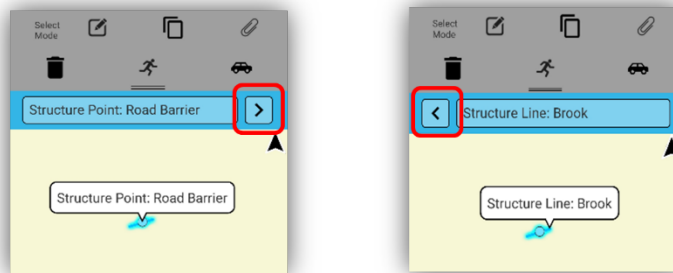 Select
Mode
Structure Point: Road Barrier
Structure Point: Road Barrier
Select
Mode
Structure Line: Brook
Structure Line: Brook